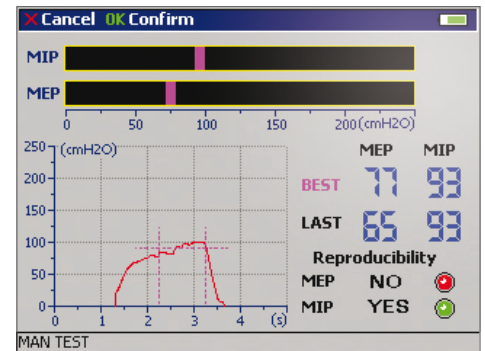 Cancel OK Confirm
MIP
MEP
0 50 100 150 200(cmH2O)
250 (cmH2O)
200
150
100
50
0
0 1 2 3 4 (s)
MEP MIP
BEST 77 93
LAST 65 93
Reproducibility
MEP NO
MIP YES
MAN TEST